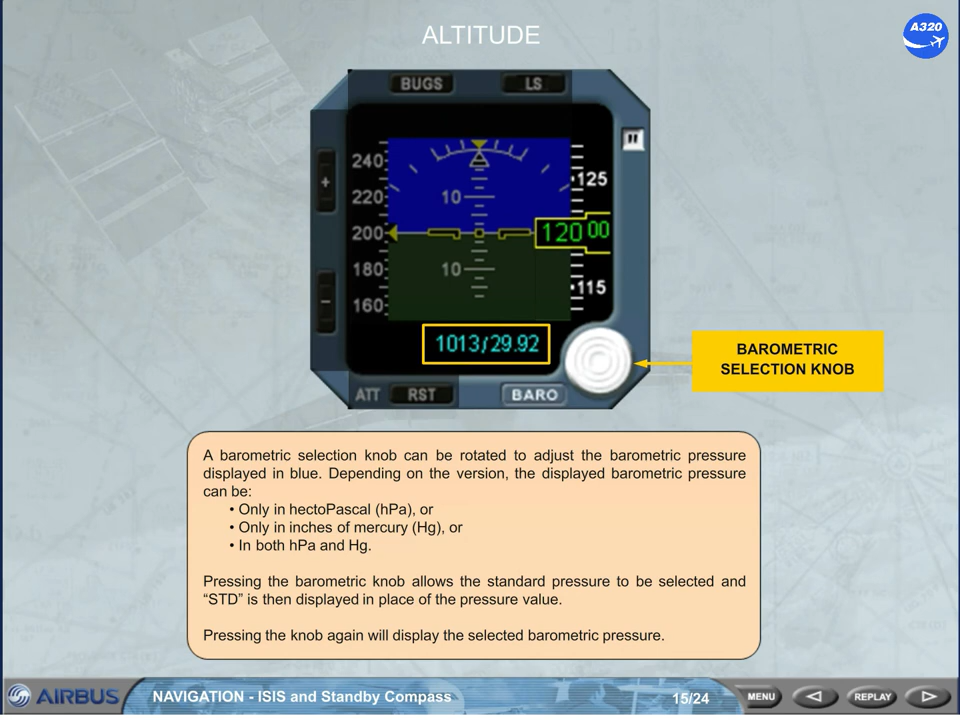 ALTITUDE
A320
BUGS
LS
240
220
200
180
160
+
−
10
10
125
12000
115
1013/29.92
ATT
RST
BARO
BAROMETRIC
SELECTION KNOB
A barometric selection knob can be rotated to adjust the barometric pressure
displayed in blue. Depending on the version, the displayed barometric pressure
can be:
• Only in hectoPascal (hPa), or
• Only in inches of mercury (Hg), or
• In both hPa and Hg.
Pressing the barometric knob allows the standard pressure to be selected and
“STD” is then displayed in place of the pressure value.
Pressing the knob again will display the selected barometric pressure.
AIRBUS
NAVIGATION - ISIS and Standby Compass
15/24
MENU
REPLAY